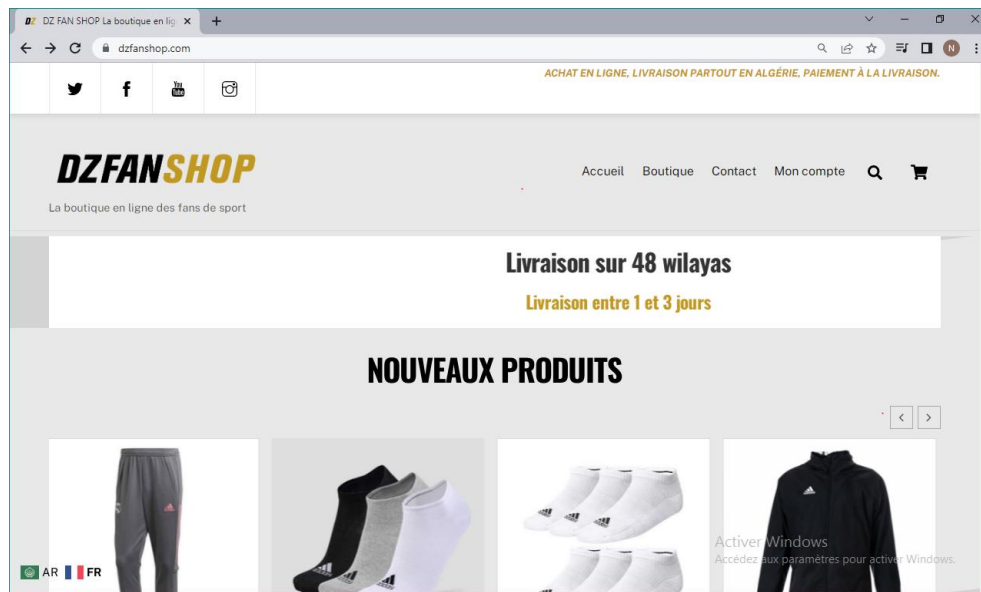 DZ FAN SHOP La boutique en lig
dzfanshop.com
N
You
Tube
ACHAT EN LIGNE, LIVRAISON PARTOUT EN ALGÉRIE, PAIEMENT À LA LIVRAISON.
DZFANSHOP
La boutique en ligne des fans de sport
Accueil Boutique Contact Mon compte
Livraison sur 48 wilayas
Livraison entre 1 et 3 jours
NOUVEAUX PRODUITS
Activer Windows
Accédez aux paramètres pour activer Windows.
AR FR